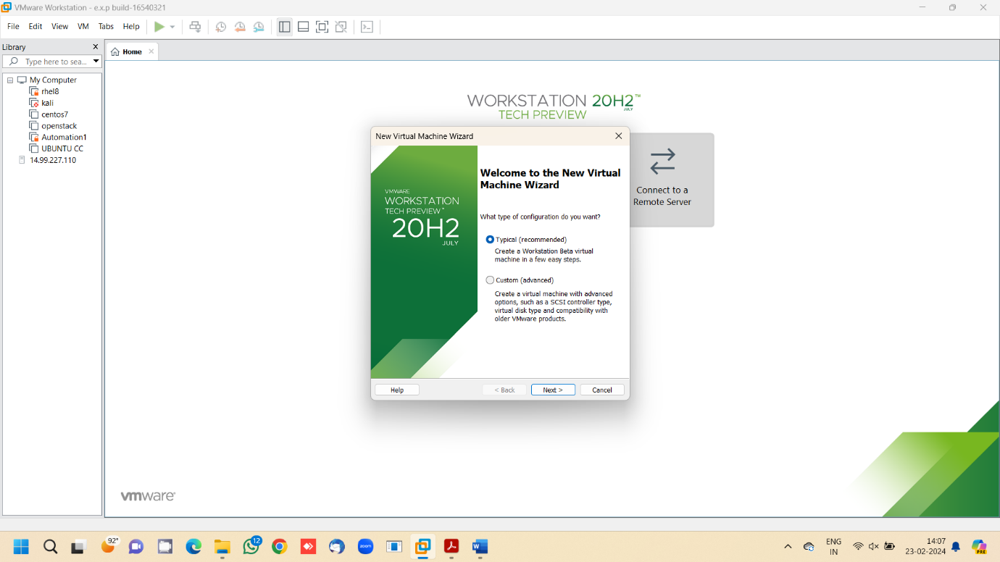 VMware Workstation - e.x.p build-16540321
File Edit View VM Tabs Help
Library
Type here to sea...
My Computer
rhel8
kali
centos7
openstack
Automation1
UBUNTU CC
14.99.227.110
Home
WORKSTATION 20H2™
JULY
TECH PREVIEW
Connect to a
Remote Server
New Virtual Machine Wizard
VMWARE
WORKSTATION
TECH PREVIEW™
20H2
JULY
Welcome to the New Virtual
Machine Wizard
What type of configuration do you want?
Typical (recommended)
Create a Workstation Beta virtual
machine in a few easy steps.
Custom (advanced)
Create a virtual machine with advanced
options, such as a SCSI controller type,
virtual disk type and compatibility with
older VMware products.
Help < Back Next > Cancel
vmware®
92°
12
zoom
W
ENG
IN
14:07
23-02-2024
PRE